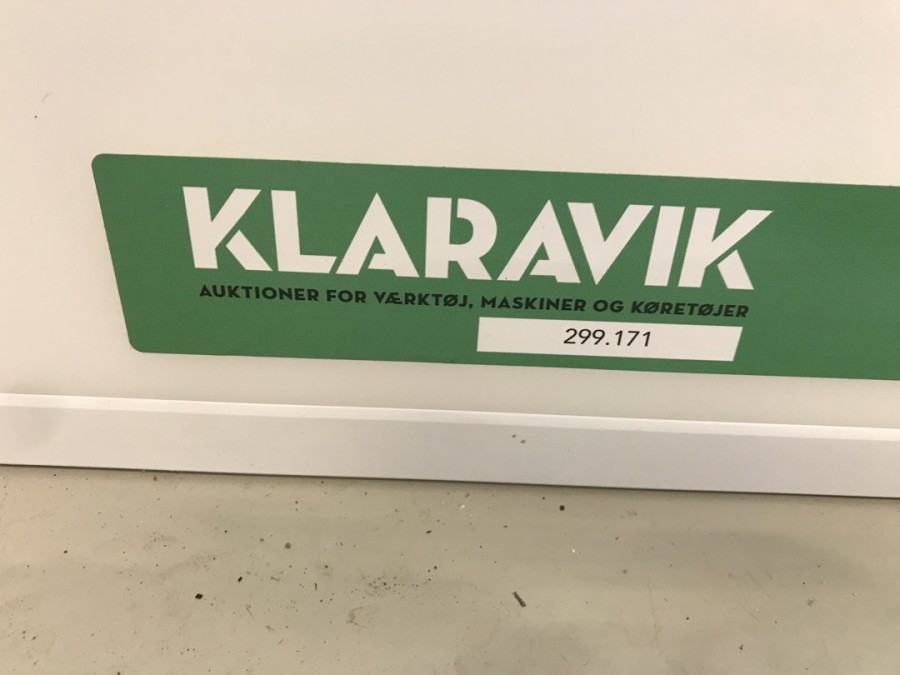 KLARAVIK
AUKTIONER FOR VÆRKTØJ, MASKINER OG KØRETØJER
299.171